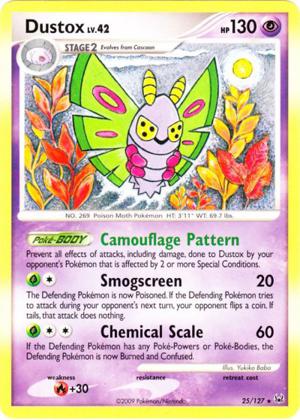 Dustox LV.42 HP 130
STAGE 2 Evolves from Cascoon
NO. 269 Poison Moth Pokémon HT: 3'11" WT: 69.7 lbs.
Poké-BODY Camouflage Pattern
Prevent all effects of attacks, including damage, done to Dustox by your
opponent's Pokémon that is affected by 2 or more Special Conditions.
Smogscreen 20
The Defending Pokémon is now Poisoned. If the Defending Pokémon tries
to attack during your opponent's next turn, your opponent flips a coin. If
tails, that attack does nothing.
Chemical Scale 60
If the Defending Pokémon has any Poké-Powers or Poké-Bodies, the
Defending Pokémon is now Burned and Confused.
Illus. Yukiko Baba
weakness resistance retreat cost
+30
©2009 Pokémon/Nintendo
25/127